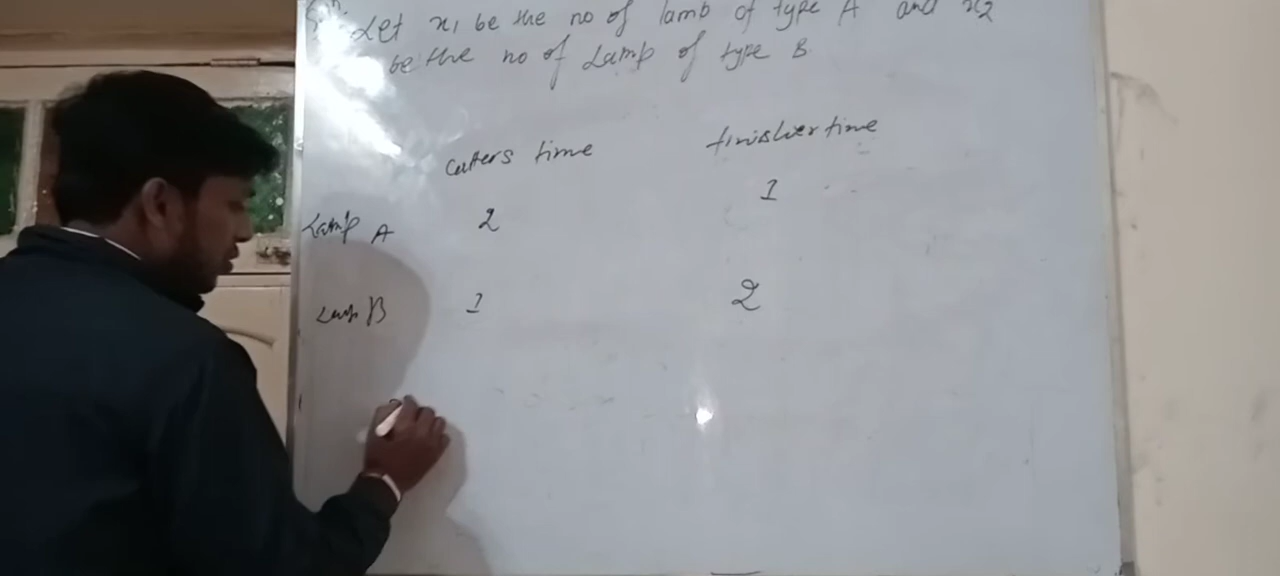 Soln. Let x1 be the no of lamb of type A and x2
be the no of Lamp of type B
Cutters time finisher time
Lamp A 2 1
Lamp B 1 2